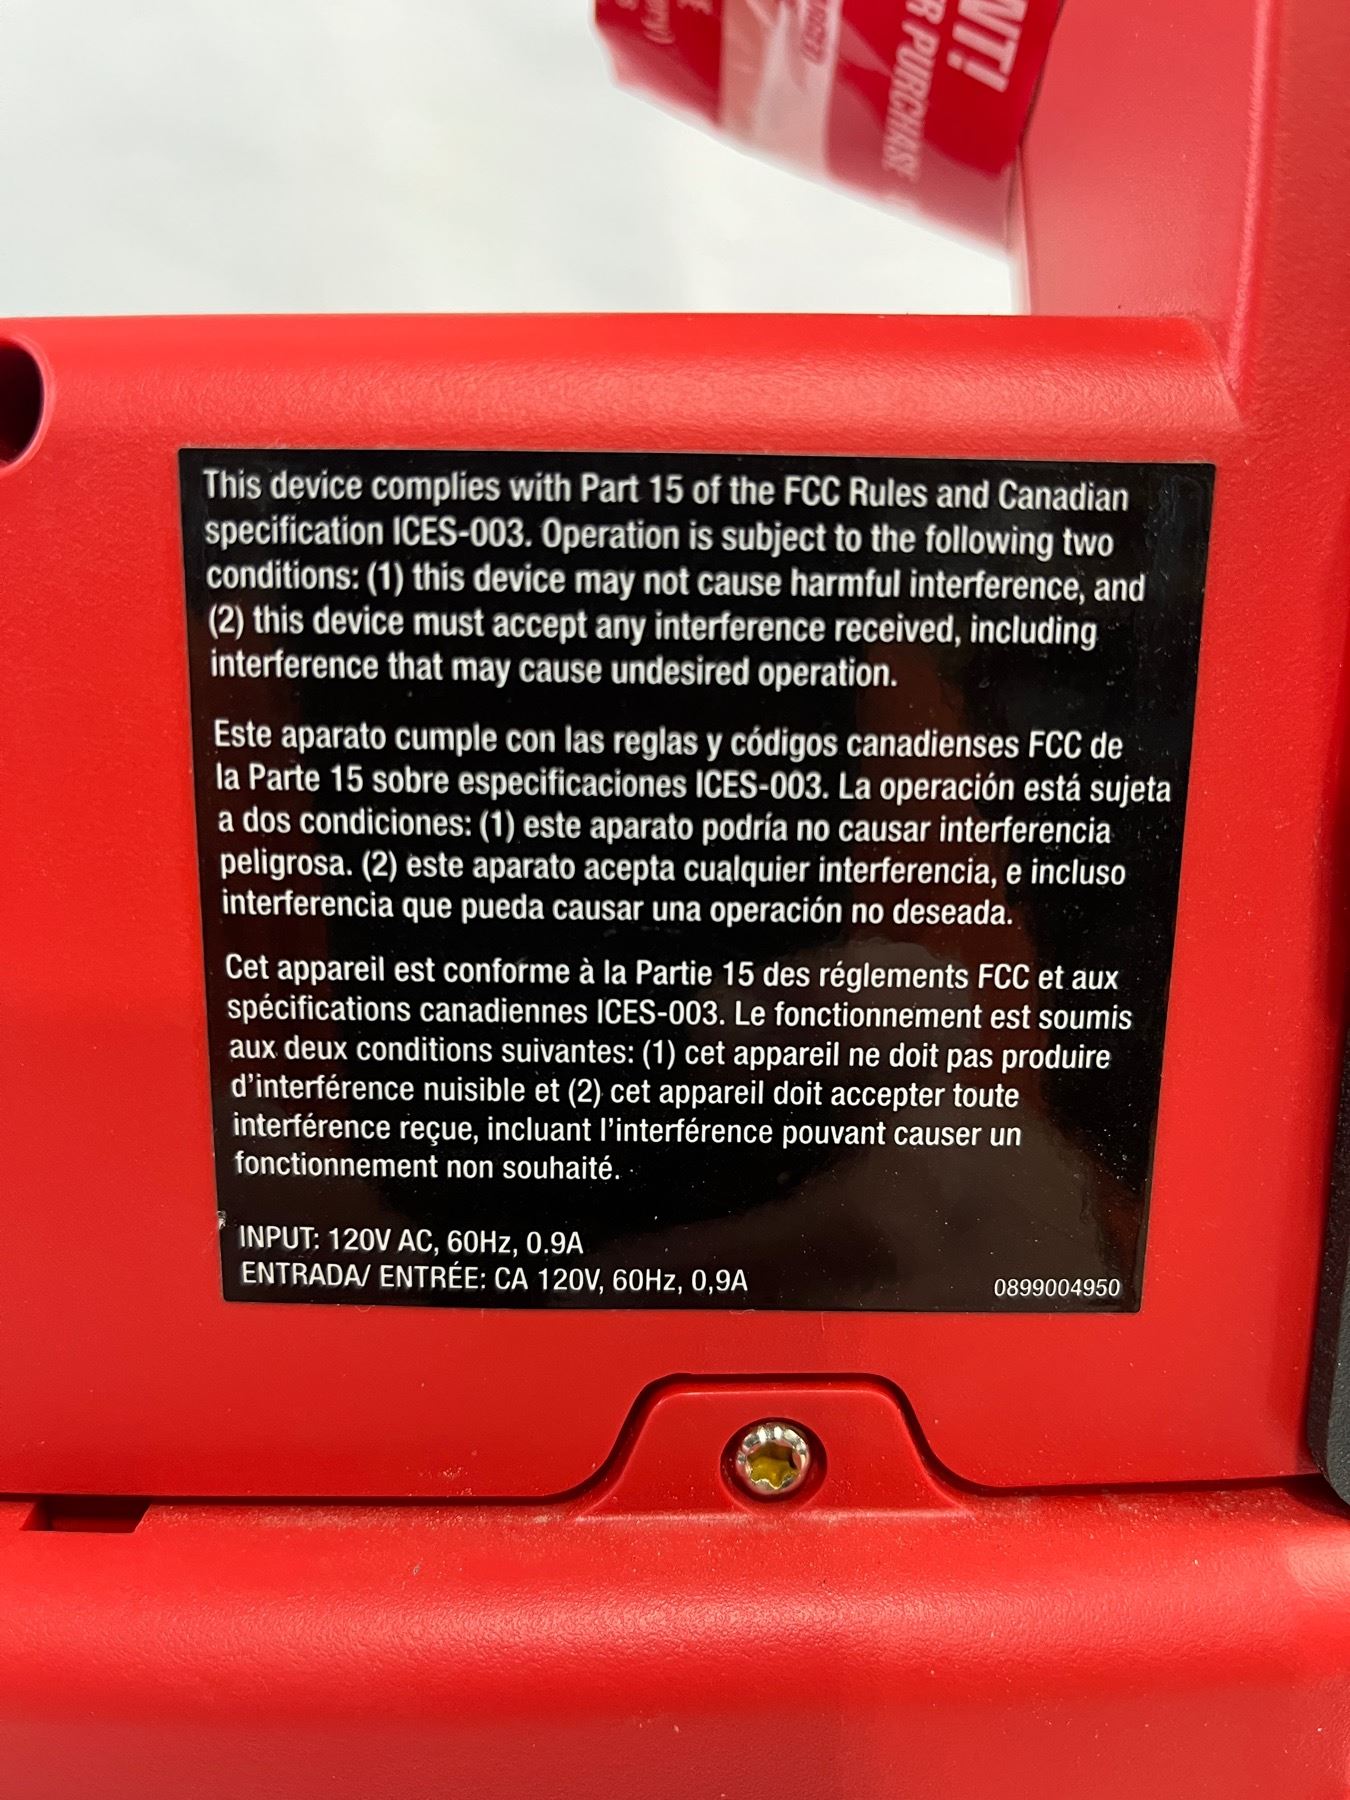 NT!
R PURCHASE
This device complies with Part 15 of the FCC Rules and Canadian
specification ICES-003. Operation is subject to the following two
conditions: (1) this device may not cause harmful interference, and
(2) this device must accept any interference received, including
interference that may cause undesired operation.
Este aparato cumple con las reglas y códigos canadienses FCC de
la Parte 15 sobre especificaciones ICES-003. La operación está sujeta
a dos condiciones: (1) este aparato podría no causar interferencia
peligrosa. (2) este aparato acepta cualquier interferencia, e incluso
interferencia que pueda causar una operación no deseada.
Cet appareil est conforme à la Partie 15 des réglements FCC et aux
spécifications canadiennes ICES-003. Le fonctionnement est soumis
aux deux conditions suivantes: (1) cet appareil ne doit pas produire
d'interférence nuisible et (2) cet appareil doit accepter toute
interférence reçue, incluant l'interférence pouvant causer un
fonctionnement non souhaité.
INPUT: 120V AC, 60Hz, 0.9A
ENTRADA/ ENTRÉE: CA 120V, 60Hz, 0,9A
0899004950